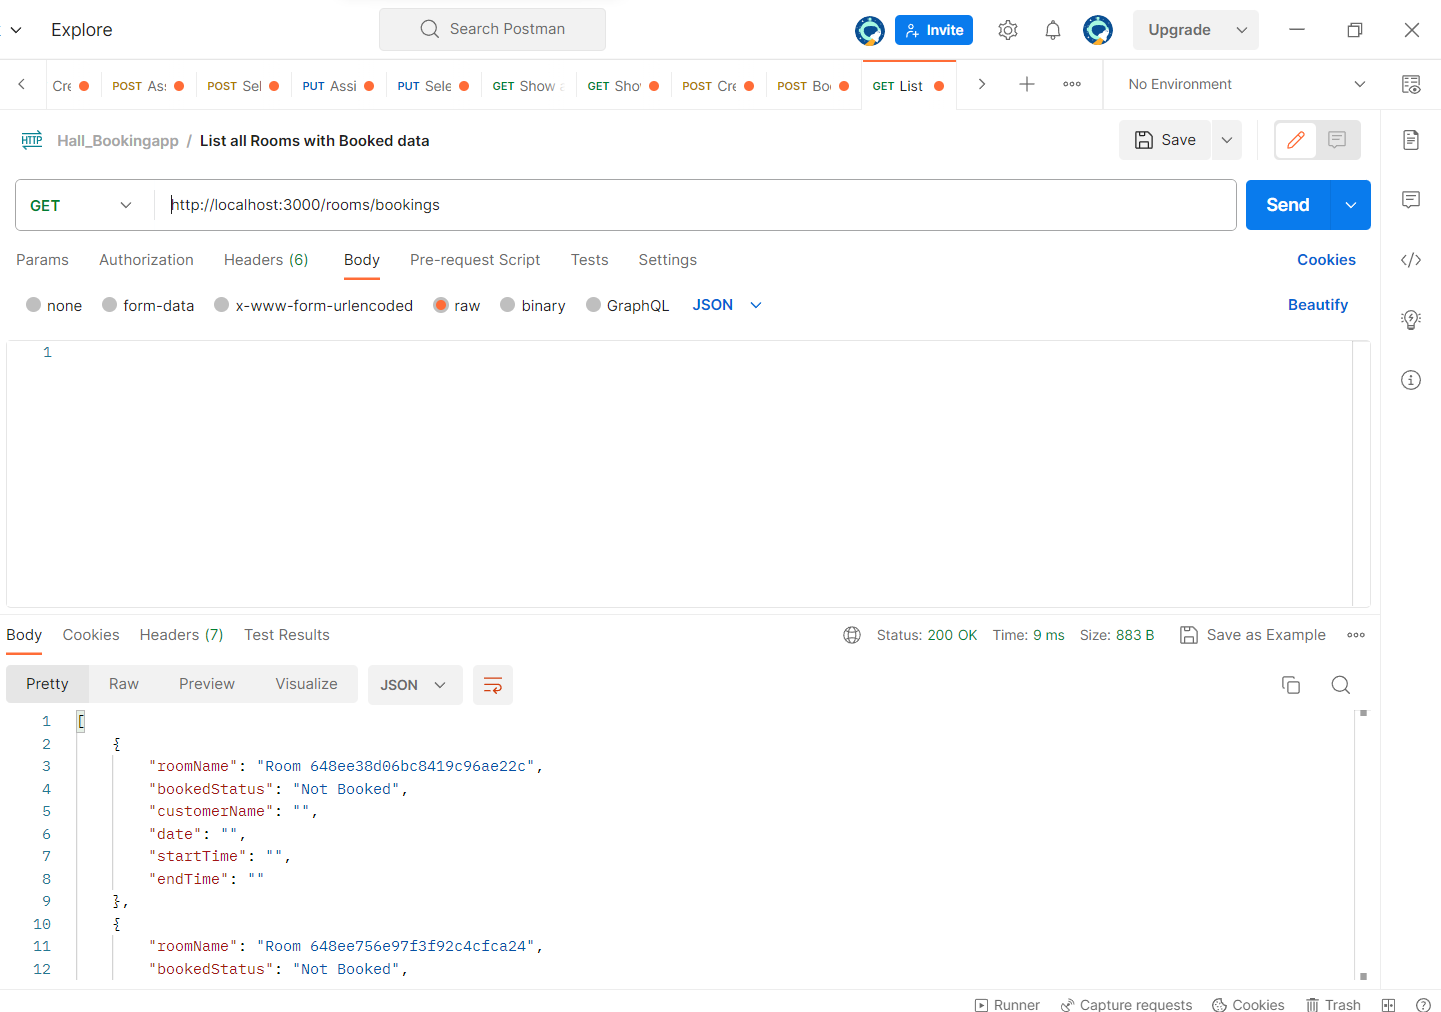 Explore
Search Postman
Invite
Upgrade
Cre
POST Ass
POST Sel
PUT Assi
PUT Sele
GET Show a
GET Sho
POST Cre
POST Boo
GET List
No Environment
HTTP
Hall_Bookingapp / List all Rooms with Booked data
Save
GET
http://localhost:3000/rooms/bookings
Send
Params Authorization Headers (6) Body Pre-request Script Tests Settings Cookies
none form-data x-www-form-urlencoded raw binary GraphQL JSON Beautify
1
Body Cookies Headers (7) Test Results Status: 200 OK Time: 9 ms Size: 883 B Save as Example
Pretty Raw Preview Visualize JSON
1 [
2 {
3 "roomName": "Room 648ee38d06bc8419c96ae22c",
4 "bookedStatus": "Not Booked",
5 "customerName": "",
6 "date": "",
7 "startTime": "",
8 "endTime": ""
9 },
10 {
11 "roomName": "Room 648ee756e97f3f92c4cfca24",
12 "bookedStatus": "Not Booked",
Runner Capture requests Cookies Trash